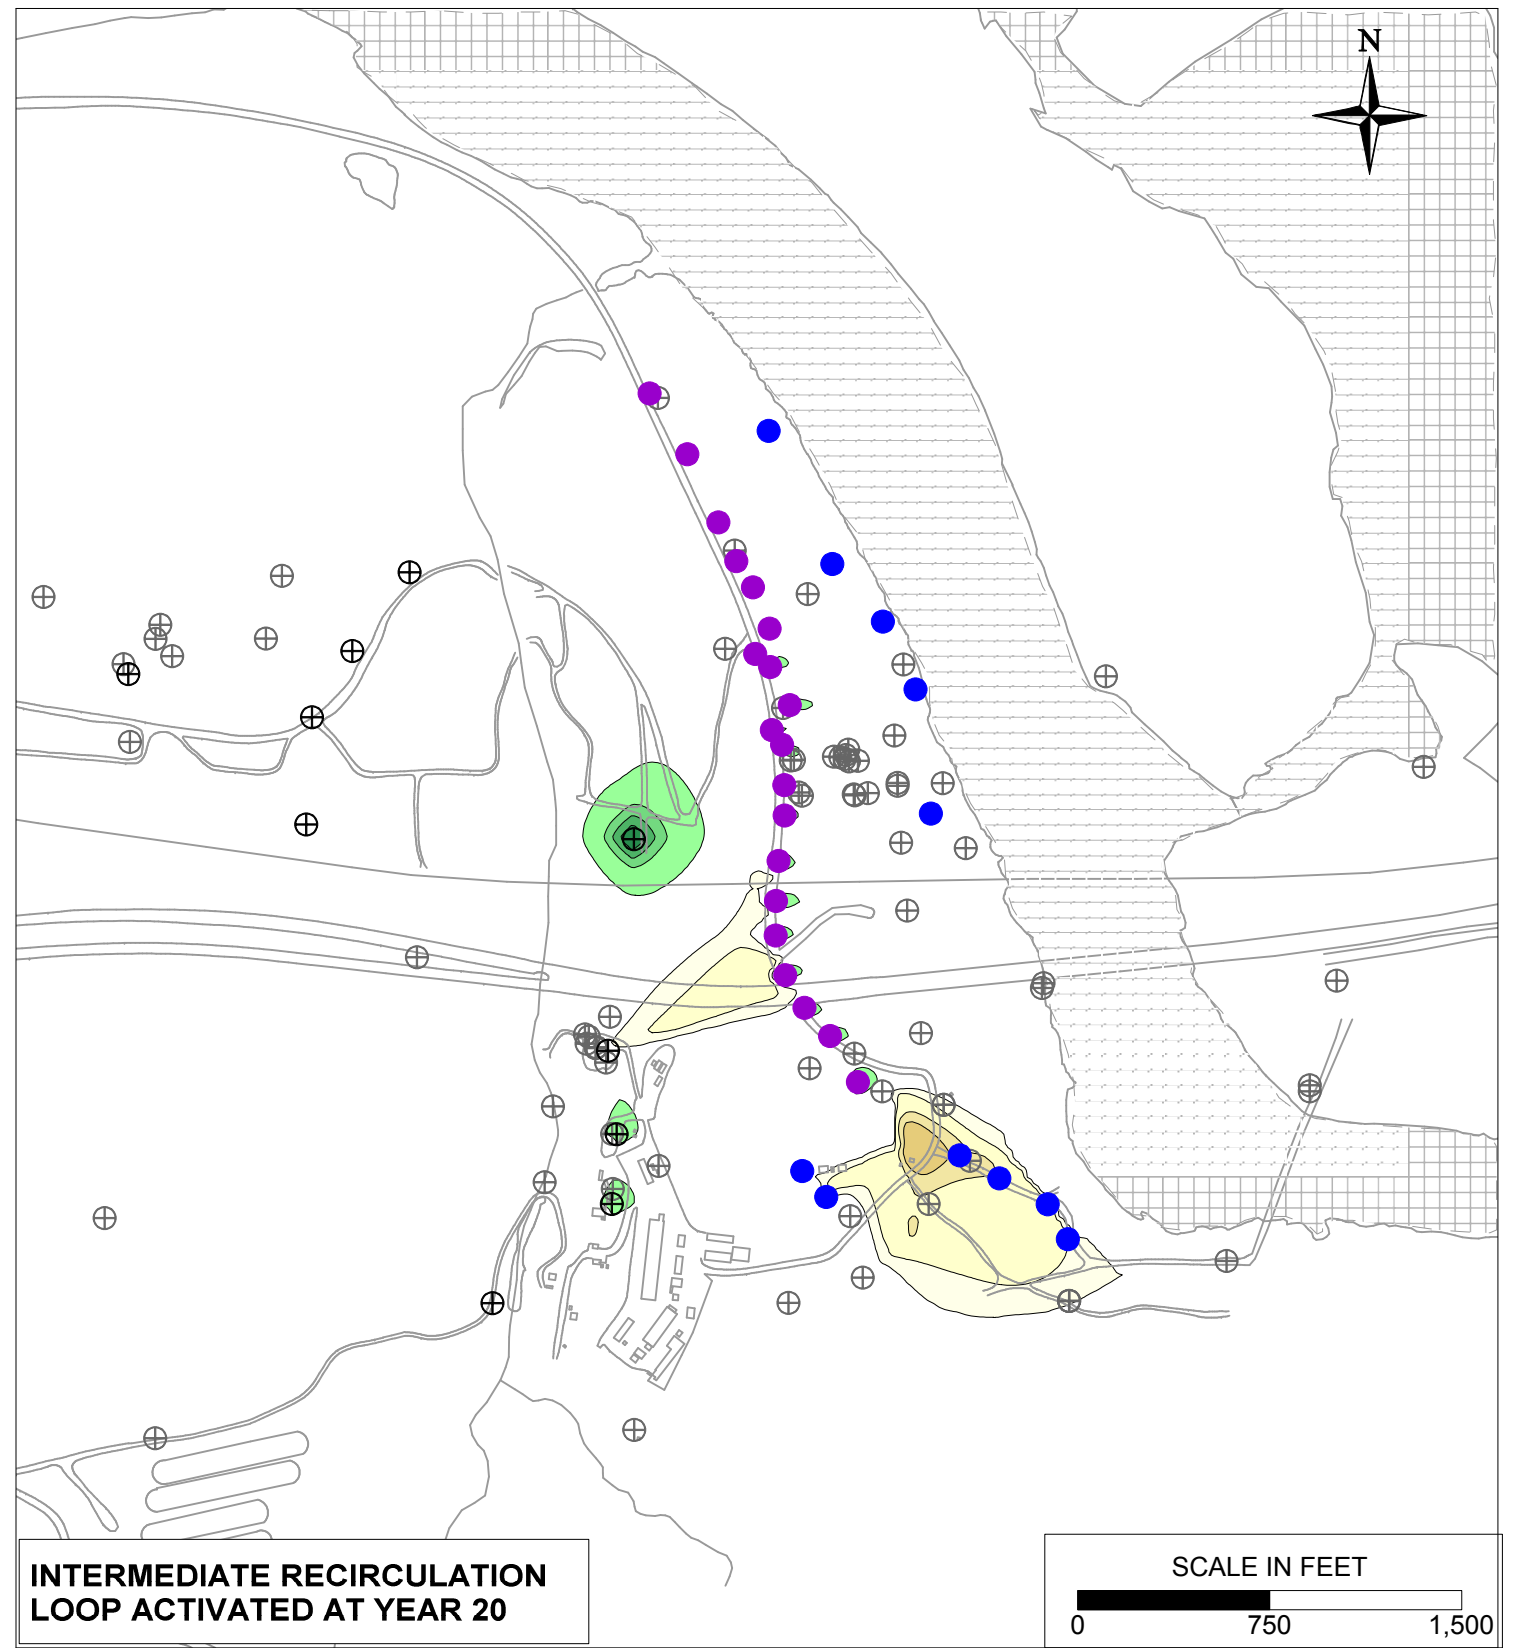 N
INTERMEDIATE RECIRCULATION
LOOP ACTIVATED AT YEAR 20
SCALE IN FEET
0 750 1,500